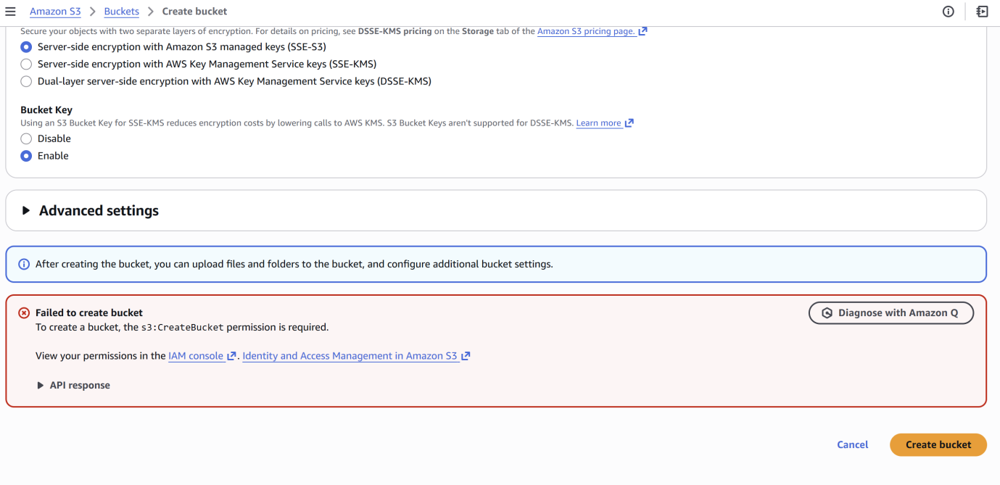 Amazon S3 > Buckets > Create bucket
Secure your objects with two separate layers of encryption. For details on pricing, see DSSE-KMS pricing on the Storage tab of the Amazon S3 pricing page.
Server-side encryption with Amazon S3 managed keys (SSE-S3)
Server-side encryption with AWS Key Management Service keys (SSE-KMS)
Dual-layer server-side encryption with AWS Key Management Service keys (DSSE-KMS)
Bucket Key
Using an S3 Bucket Key for SSE-KMS reduces encryption costs by lowering calls to AWS KMS. S3 Bucket Keys aren't supported for DSSE-KMS. Learn more
Disable
Enable
Advanced settings
After creating the bucket, you can upload files and folders to the bucket, and configure additional bucket settings.
Failed to create bucket
Diagnose with Amazon Q
To create a bucket, the s3:CreateBucket permission is required.
View your permissions in the IAM console. Identity and Access Management in Amazon S3
API response
Cancel
Create bucket